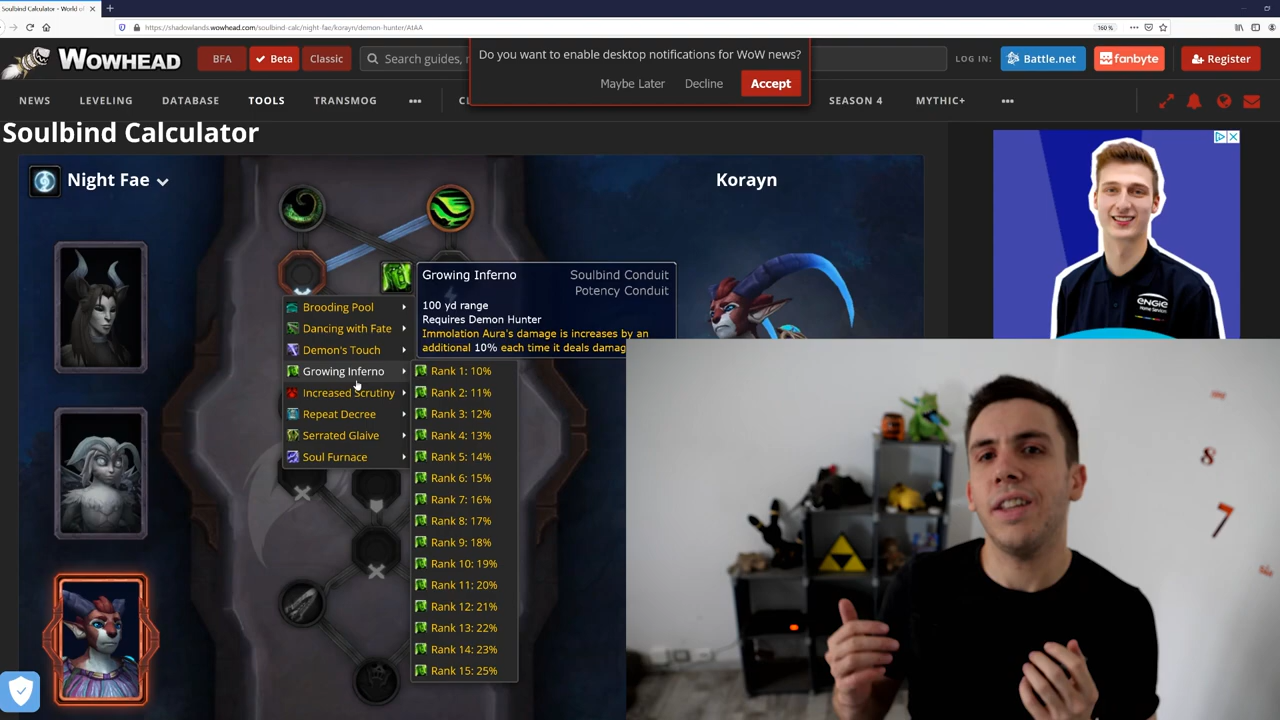 Soulbind Calculator - World of
https://shadowlands.wowhead.com/soulbind-calc/night-fae/korayn/demon-hunter/AtAA
160 %
WOWHEAD
BFA
Beta
Classic
Search guides,
Do you want to enable desktop notifications for WoW news?
Maybe Later
Decline
Accept
LOG IN:
Battle.net
fanbyte
Register
NEWS
LEVELING
DATABASE
TOOLS
TRANSMOG
SEASON 4
MYTHIC+
Soulbind Calculator
Night Fae
Korayn
Growing Inferno
Soulbind Conduit
Potency Conduit
100 yd range
Requires Demon Hunter
Immolation Aura's damage is increases by an
additional 10% each time it deals damag
Brooding Pool
Dancing with Fate
Demon's Touch
Growing Inferno
Increased Scrutiny
Repeat Decree
Serrated Glaive
Soul Furnace
Rank 1: 10%
Rank 2: 11%
Rank 3: 12%
Rank 4: 13%
Rank 5: 14%
Rank 6: 15%
Rank 7: 16%
Rank 8: 17%
Rank 9: 18%
Rank 10: 19%
Rank 11: 20%
Rank 12: 21%
Rank 13: 22%
Rank 14: 23%
Rank 15: 25%
ENGIE
Home Services
8
7